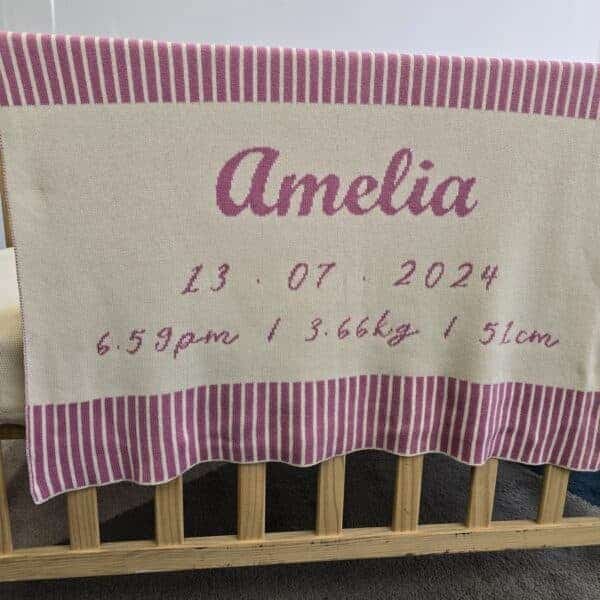 Amelia
13 . 07 . 2024
6.59pm | 3.66kg | 51cm